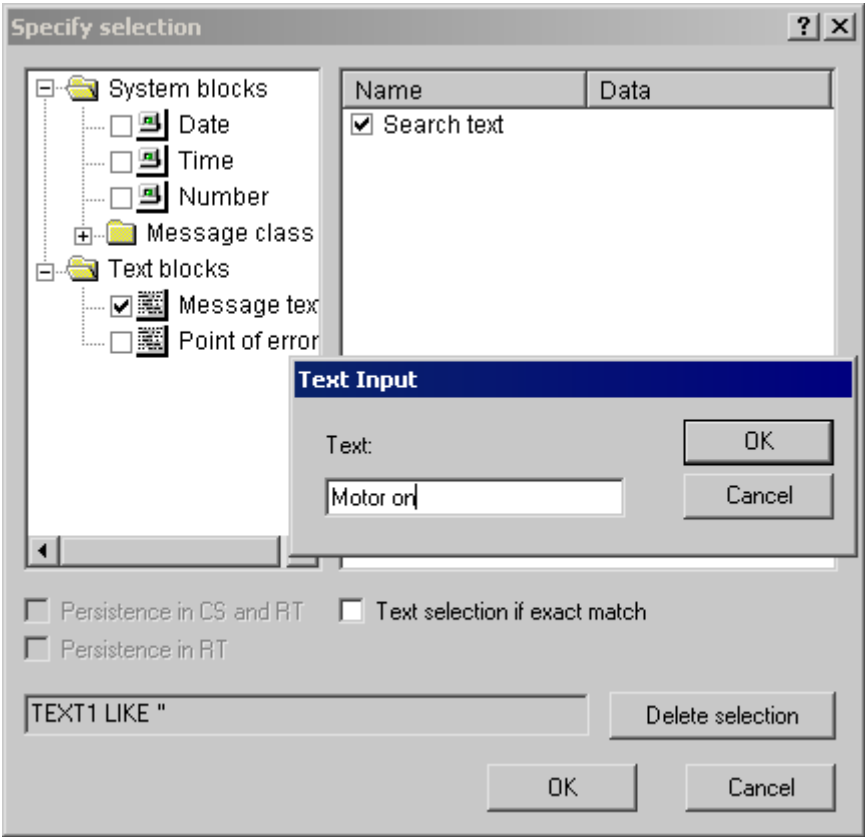 Specify selection
System blocks
Date
Time
Number
Message class
Text blocks
Message tex
Point of error
Name Data
Search text
Text Input
Text:
Motor on
OK
Cancel
Persistence in CS and RT
Text selection if exact match
Persistence in RT
TEXT1 LIKE ''
Delete selection
OK
Cancel